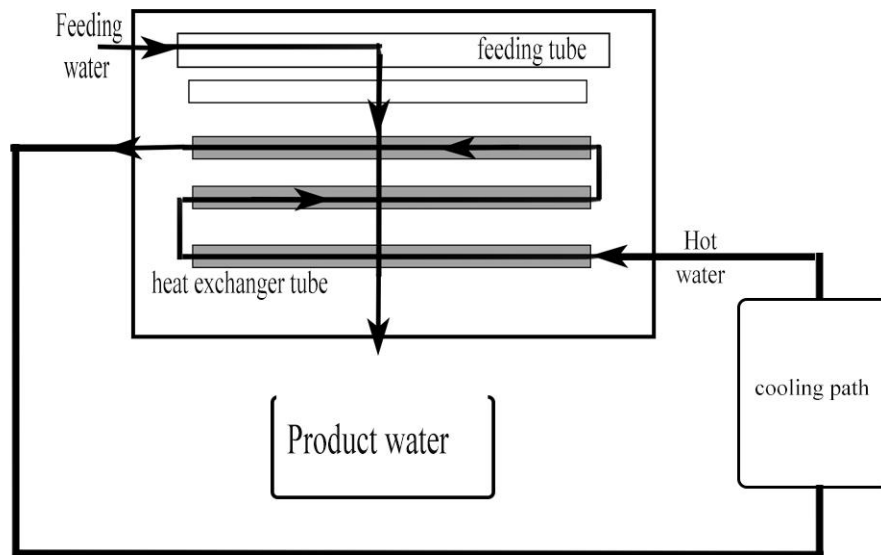 Feeding
water
feeding tube
heat exchanger tube
Hot
water
cooling path
Product water